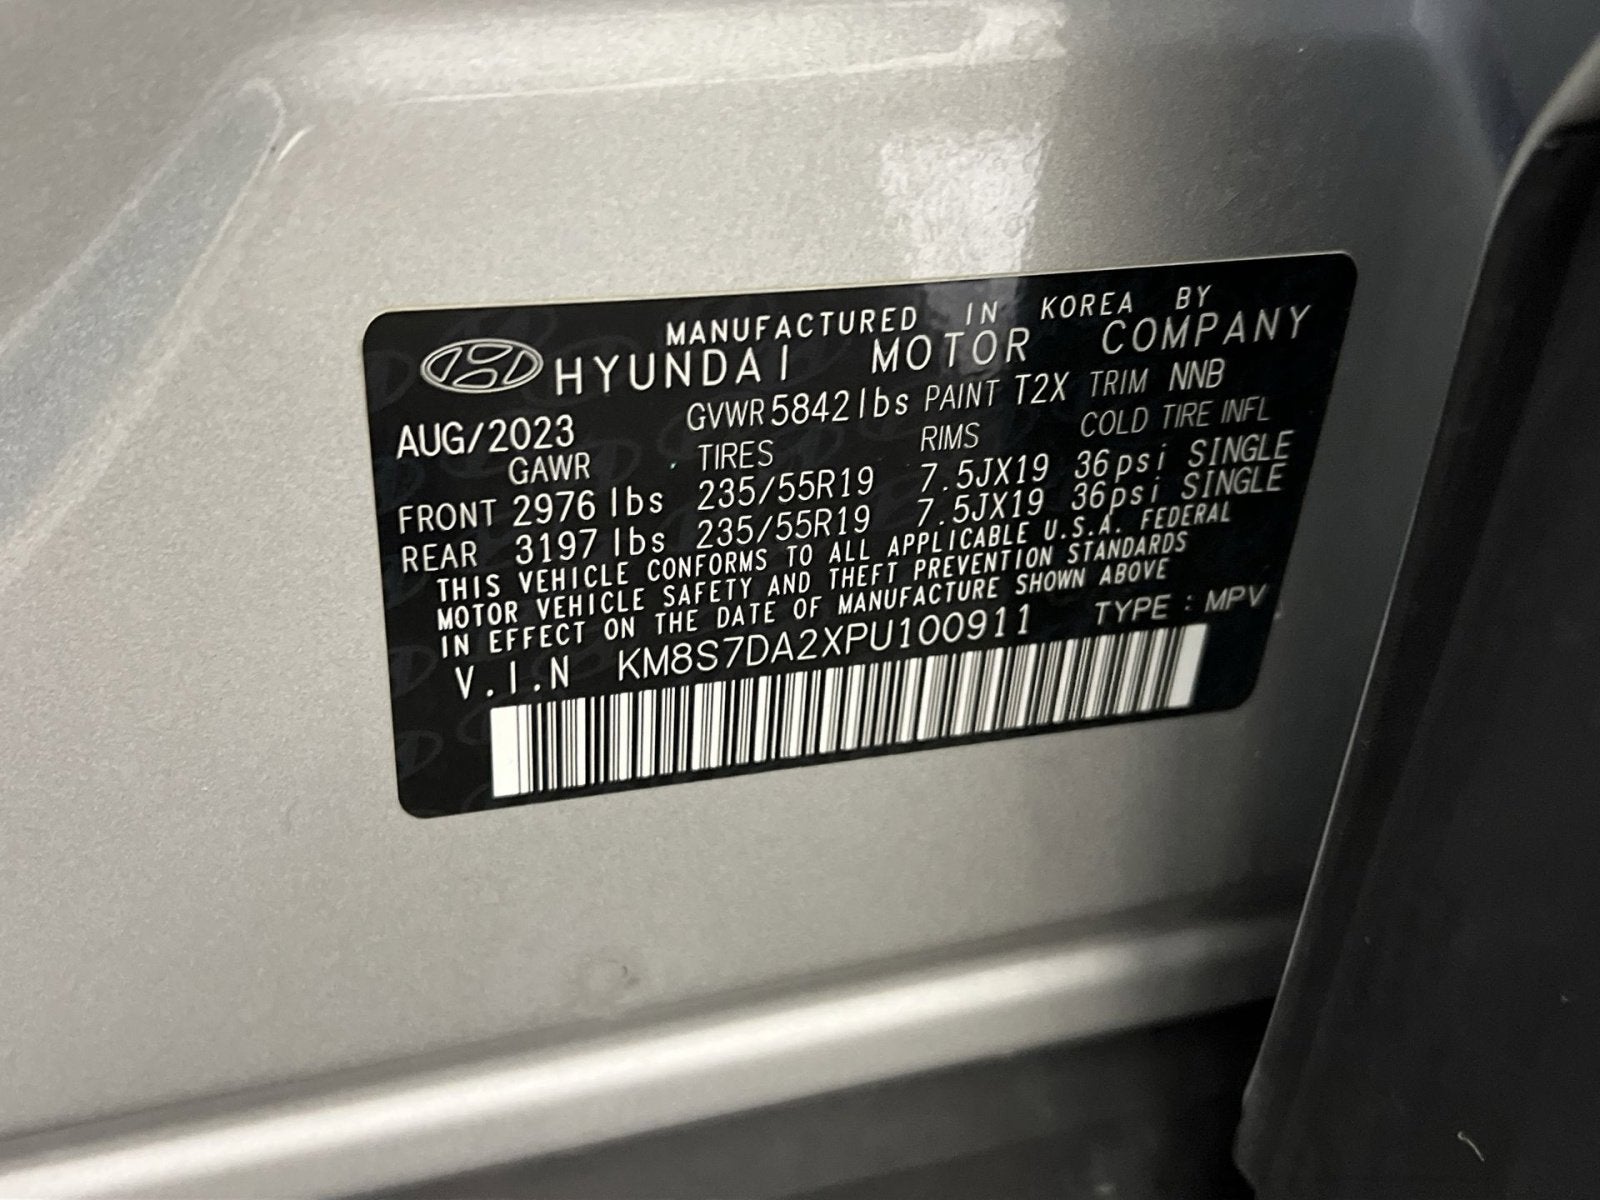 MANUFACTURED IN KOREA BY
HYUNDAI MOTOR COMPANY
AUG/2023 GVWR 5842 lbs PAINT T2X TRIM NNB
GAWR TIRES RIMS COLD TIRE INFL
FRONT 2976 lbs 235/55R19 7.5JX19 36psi SINGLE
REAR 3197 lbs 235/55R19 7.5JX19 36psi SINGLE
THIS VEHICLE CONFORMS TO ALL APPLICABLE U.S.A. FEDERAL
MOTOR VEHICLE SAFETY AND THEFT PREVENTION STANDARDS
IN EFFECT ON THE DATE OF MANUFACTURE SHOWN ABOVE
V.I.N KM8S7DA2XPU100911 TYPE : MPV